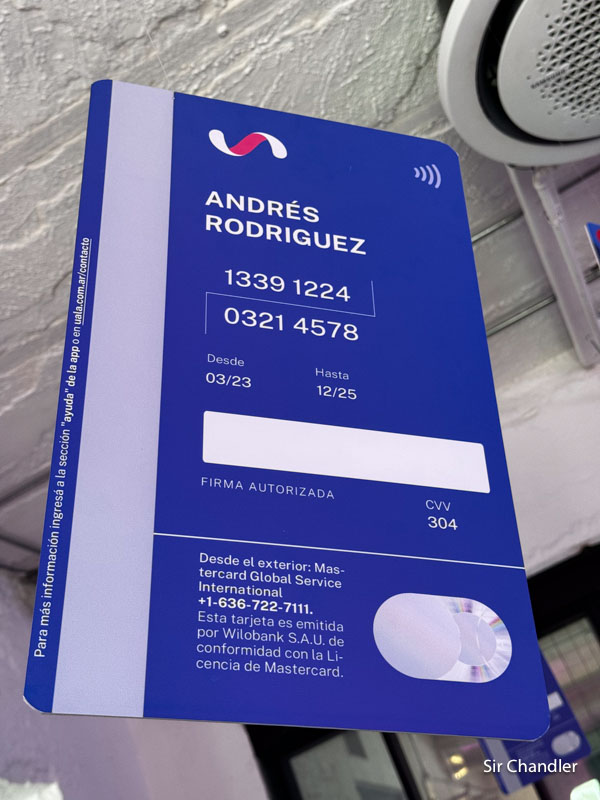 ANDRÉS
RODRIGUEZ
1339 1224
0321 4578
Desde
03/23
Hasta
12/25
FIRMA AUTORIZADA
CVV
304
Desde el exterior: Mas-
tercard Global Service
International
+1-636-722-7111.
Esta tarjeta es emitida
por Wilobank S.A.U. de
conformidad con la Li-
cencia de Mastercard.
Para más información ingresá a la sección "ayuda" de la app o en uala.com.ar/contacto
Sir Chandler